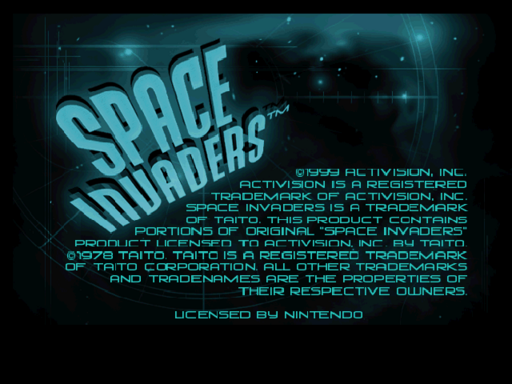 SPACE
INVADERS™
©1999 ACTIVISION, INC.
ACTIVISION IS A REGISTERED
TRADEMARK OF ACTIVISION, INC.
SPACE INVADERS IS A TRADEMARK
OF TAITO. THIS PRODUCT CONTAINS
PORTIONS OF ORIGINAL "SPACE INVADERS"
PRODUCT LICENSED TO ACTIVISION, INC. BY TAITO.
©1978 TAITO. TAITO IS A REGISTERED TRADEMARK
OF TAITO CORPORATION. ALL OTHER TRADEMARKS
AND TRADENAMES ARE THE PROPERTIES OF
THEIR RESPECTIVE OWNERS.
LICENSED BY NINTENDO